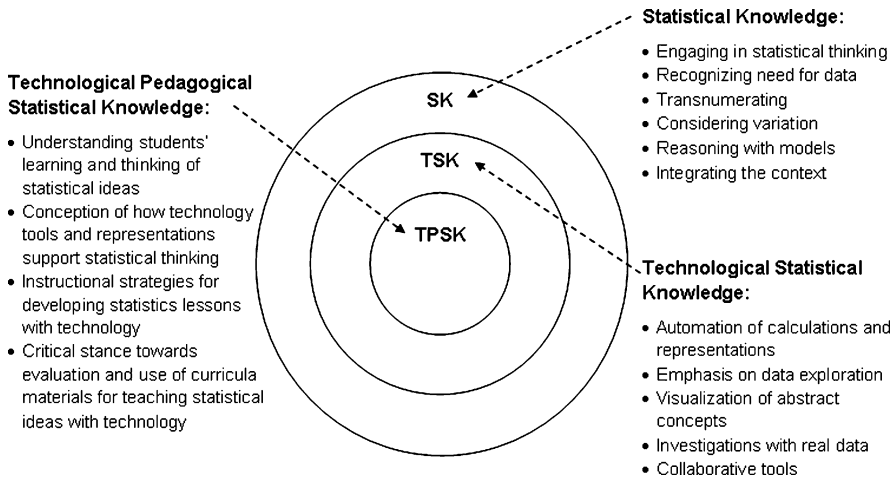 Statistical Knowledge:
• Engaging in statistical thinking
• Recognizing need for data
• Transnumerating
• Considering variation
• Reasoning with models
• Integrating the context
Technological Pedagogical
Statistical Knowledge:
• Understanding students'
learning and thinking of
statistical ideas
• Conception of how technology
tools and representations
support statistical thinking
• Instructional strategies for
developing statistics lessons
with technology
• Critical stance towards
evaluation and use of curricula
materials for teaching statistical
ideas with technology
SK
TSK
TPSK
Technological Statistical
Knowledge:
• Automation of calculations and
representations
• Emphasis on data exploration
• Visualization of abstract
concepts
• Investigations with real data
• Collaborative tools